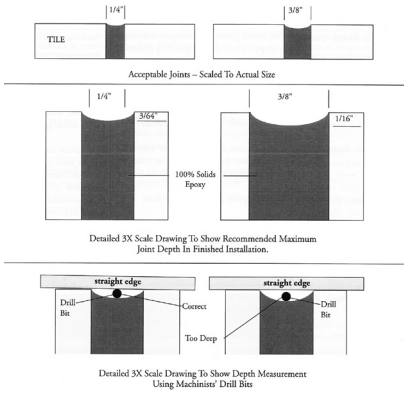 1/4"
3/8"
TILE
Acceptable Joints – Scaled To Actual Size
1/4"
3/8"
3/64"
1/16"
100% Solids
Epoxy
Detailed 3X Scale Drawing To Show Recommended Maximum
Joint Depth In Finished Installation.
straight edge
straight edge
Drill
Bit
Correct
Drill
Bit
Too Deep
Detailed 3X Scale Drawing To Show Depth Measurement
Using Machinists' Drill Bits